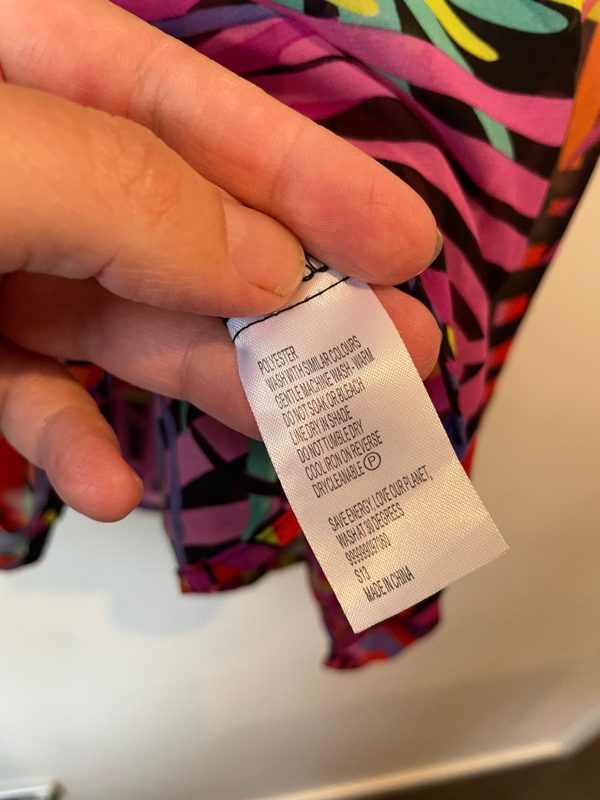 POLYESTER
WASH WITH SIMILAR COLOURS
GENTLE MACHINE WASH - WARM
DO NOT SOAK OR BLEACH
LINE DRY IN SHADE
DO NOT TUMBLE DRY
COOL IRON ON REVERSE
DRYCLEANABLE Ⓟ
SAVE ENERGY, LOVE OUR PLANET,
WASH AT 30 DEGREES
S13
MADE IN CHINA